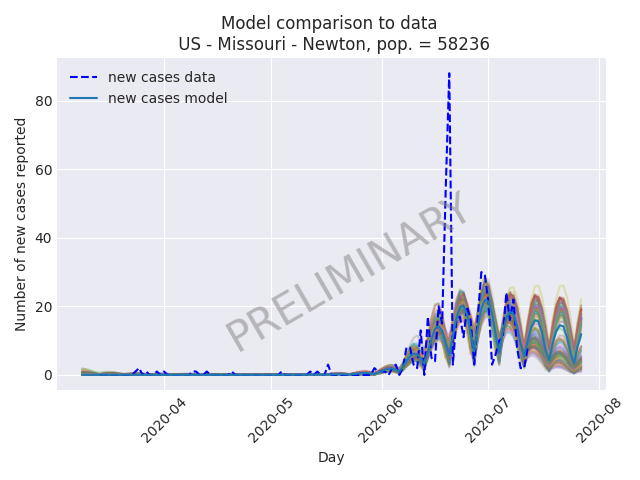 Model comparison to data
US - Missouri - Newton, pop. = 58236
new cases data
new cases model
Number of new cases reported
80
60
40
20
0
PRELIMINARY
2020-04
2020-05
2020-06
2020-07
2020-08
Day